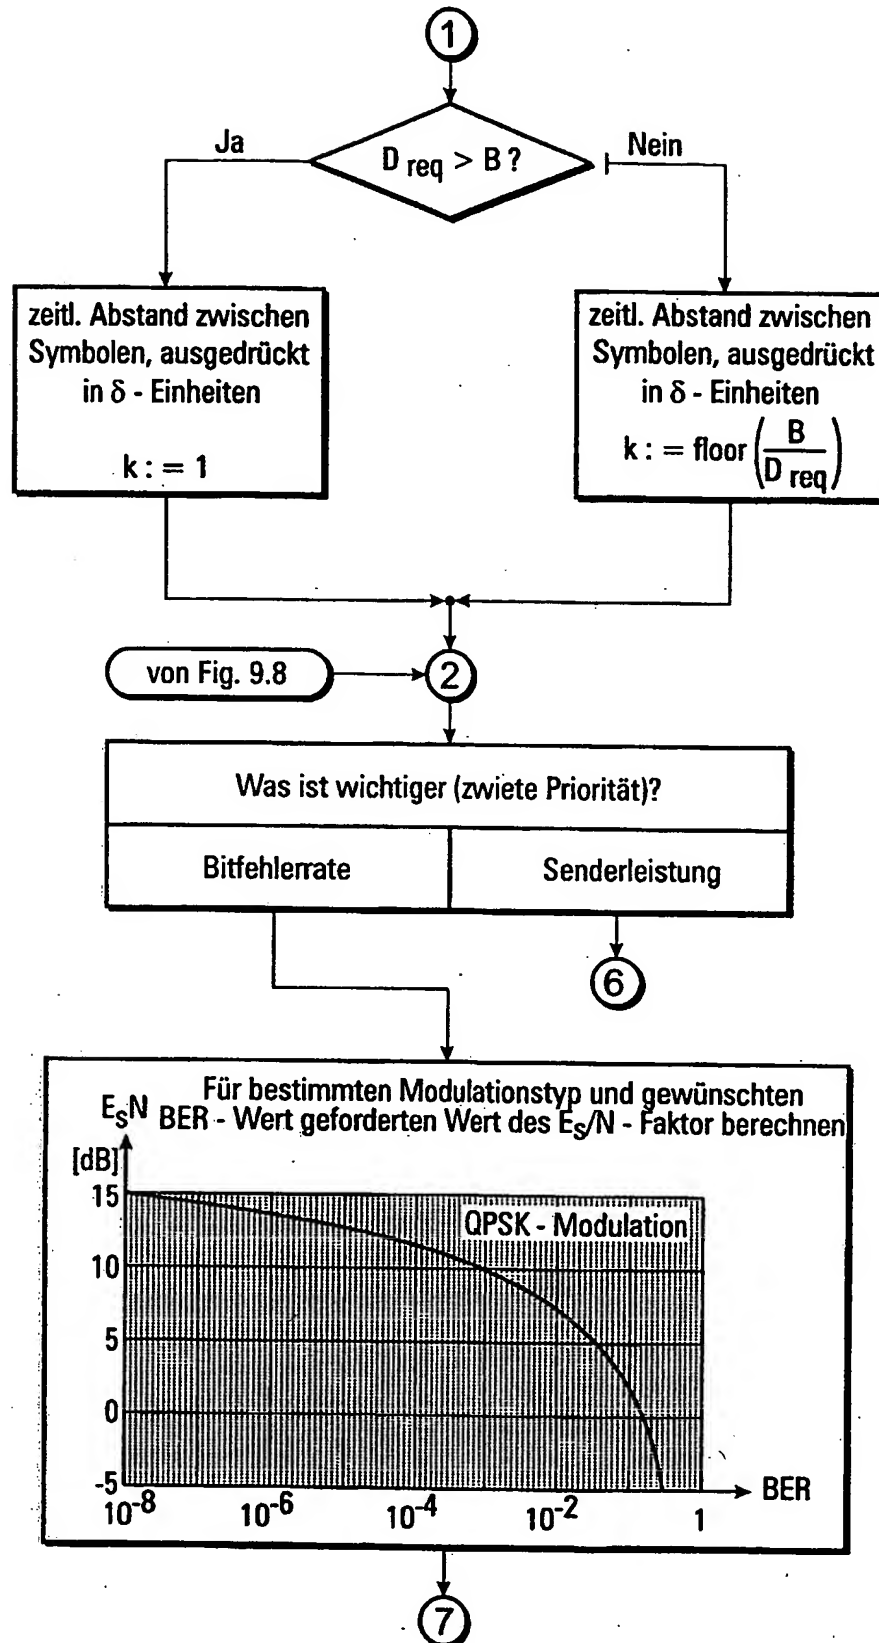 1
D req > B ?
Ja
Nein
zeitl. Abstand zwischen
Symbolen, ausgedrückt
in δ - Einheiten
k : = 1
zeitl. Abstand zwischen
Symbolen, ausgedrückt
in δ - Einheiten
k : = floor ( B / D req )
von Fig. 9.8
2
Was ist wichtiger (zwiete Priorität)?
Bitfehlerrate
Senderleistung
6
Für bestimmten Modulationstyp und gewünschten
BER - Wert geforderten Wert des ES/N - Faktor berechnen
ESN
[dB]
QPSK - Modulation
15
10
5
0
-5
10-8
10-6
10-4
10-2
1
BER
7